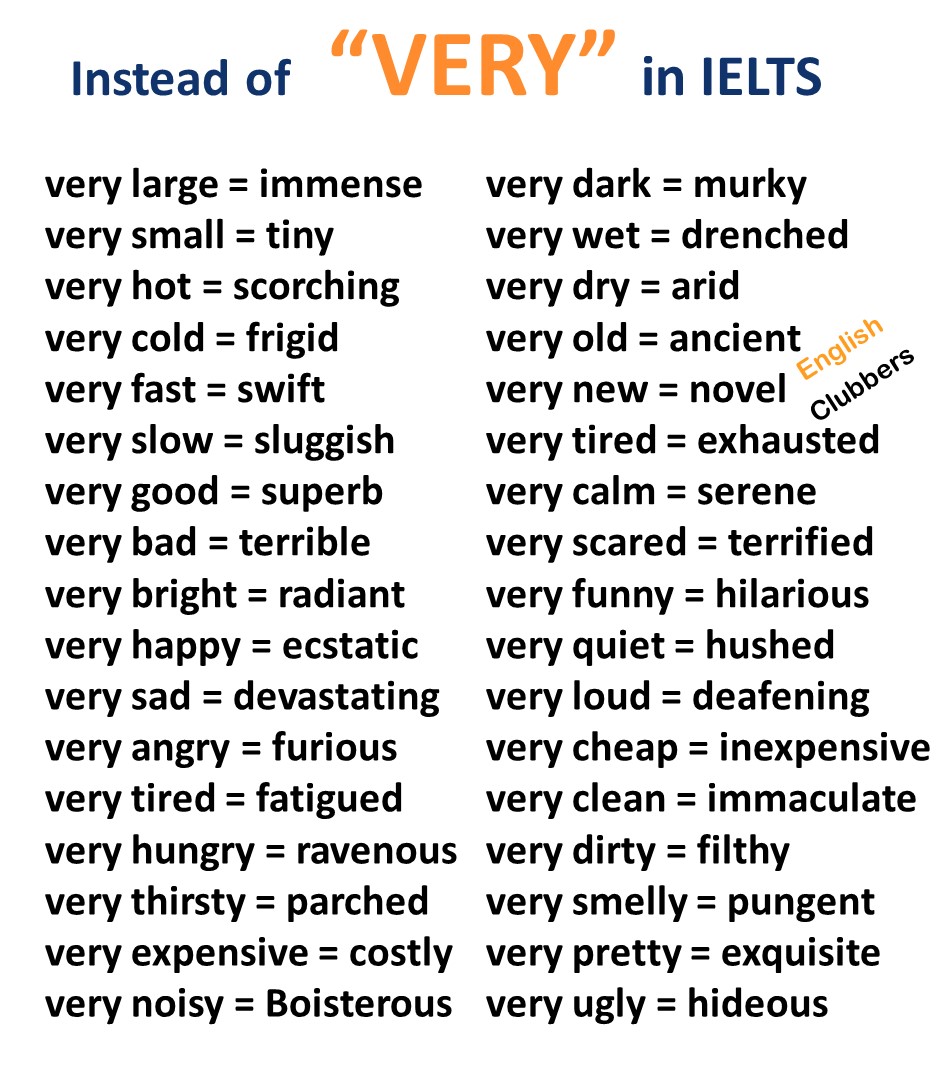 Instead of “VERY” in IELTS
very large = immense
very small = tiny
very hot = scorching
very cold = frigid
very fast = swift
very slow = sluggish
very good = superb
very bad = terrible
very bright = radiant
very happy = ecstatic
very sad = devastating
very angry = furious
very tired = fatigued
very hungry = ravenous
very thirsty = parched
very expensive = costly
very noisy = Boisterous
very dark = murky
very wet = drenched
very dry = arid
very old = ancient
very new = novel
very tired = exhausted
very calm = serene
very scared = terrified
very funny = hilarious
very quiet = hushed
very loud = deafening
very cheap = inexpensive
very clean = immaculate
very dirty = filthy
very smelly = pungent
very pretty = exquisite
very ugly = hideous
English
Clubbers